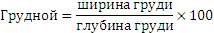 Грудной = ширина груди / глубина груди × 100